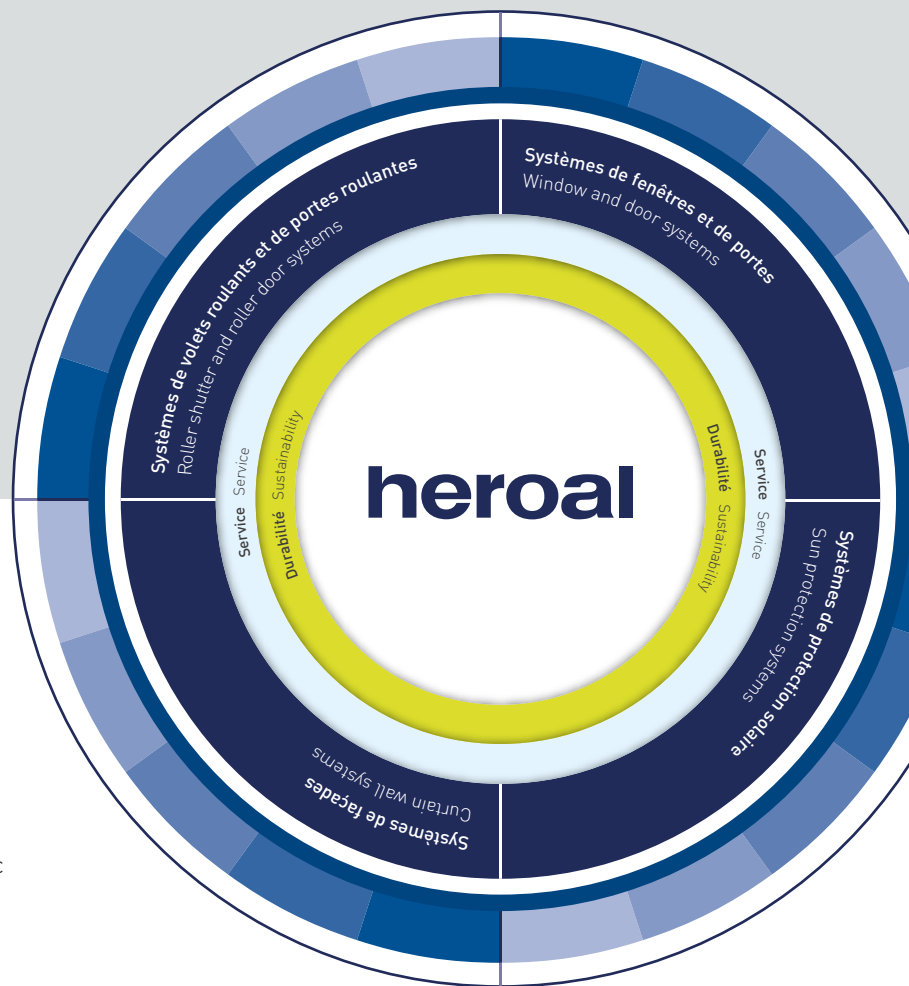 Systèmes de volets roulants et de portes roulantes
Roller shutter and roller door systems
Systèmes de fenêtres et de portes
Window and door systems
Service Service
Durabilité Sustainability
heroal
Durabilité Sustainability
Service Service
Systèmes de protection solaire
Sun protection systems
Curtain wall systems
Systèmes de façades
c